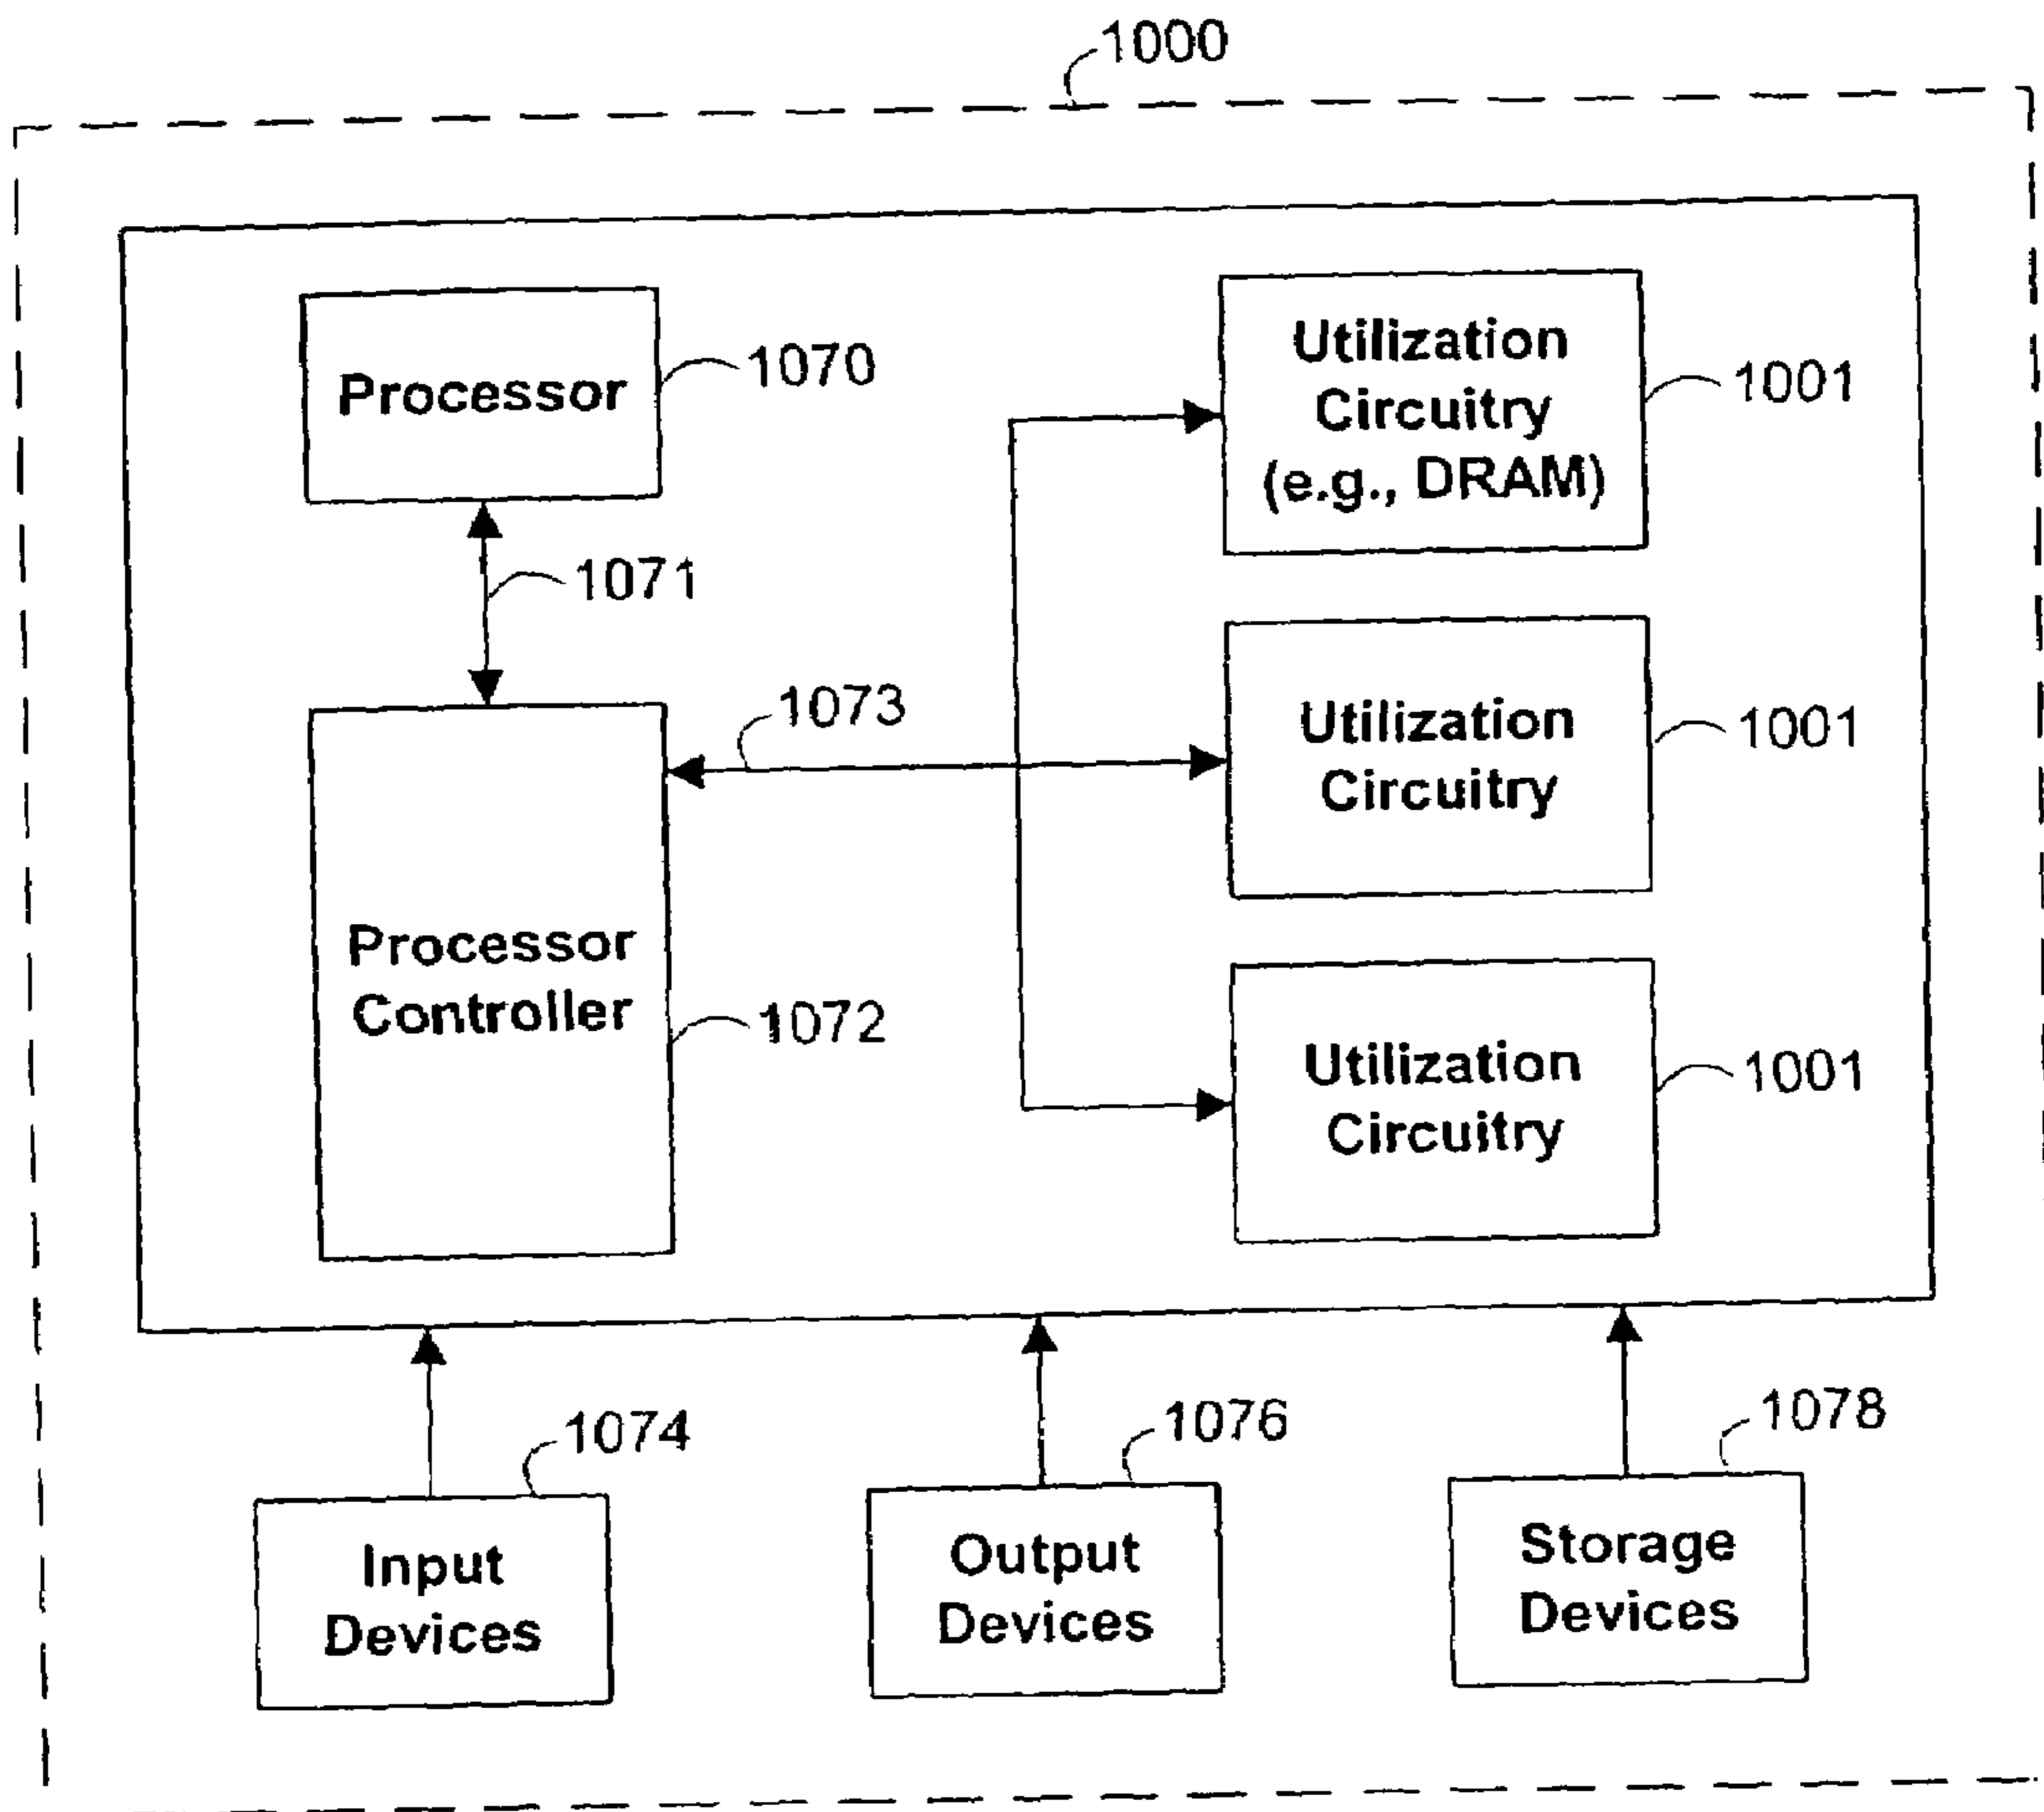 1000
Processor
1070
Utilization
Circuitry
(e.g., DRAM)
1001
1071
1073
Utilization
Circuitry
1001
Processor
Controller
1072
Utilization
Circuitry
1001
1074
1076
1078
Input
Devices
Output
Devices
Storage
Devices